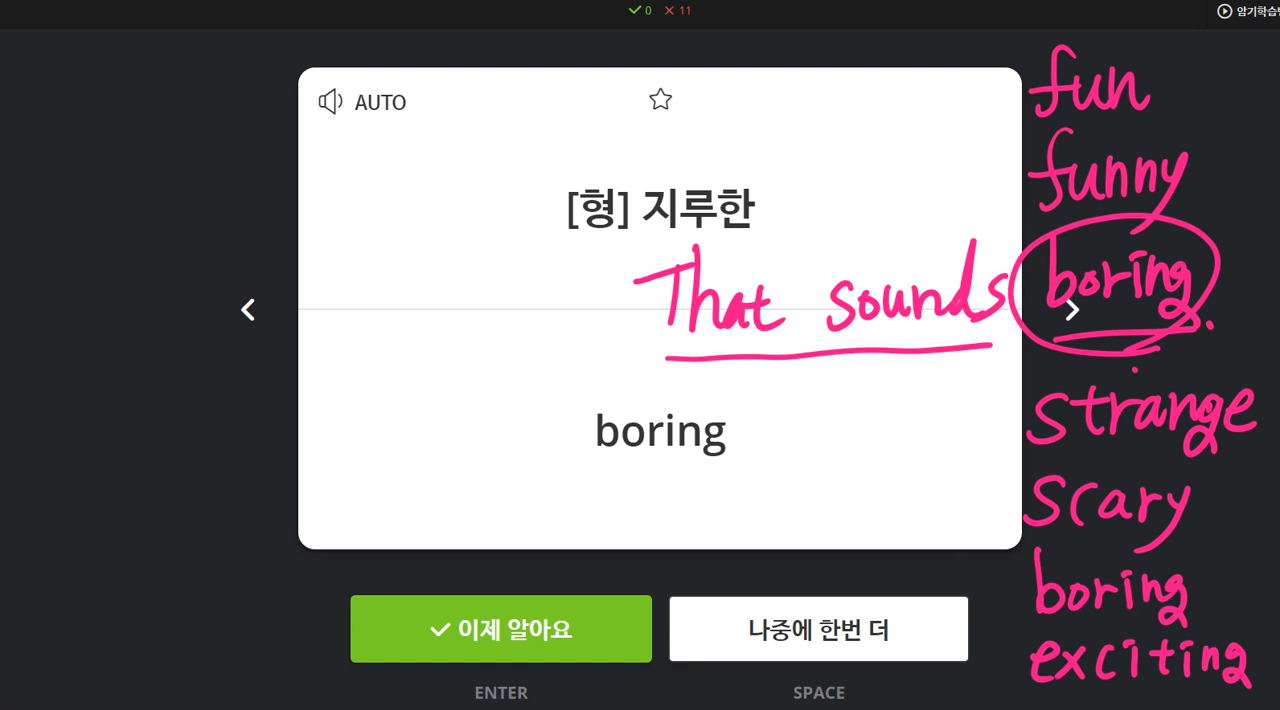 0 11 암기학습
AUTO
[형] 지루한
boring
이제 알아요 나중에 한번 더
ENTER SPACE
fun
funny
That sounds boring.
strange
scary
boring
exciting